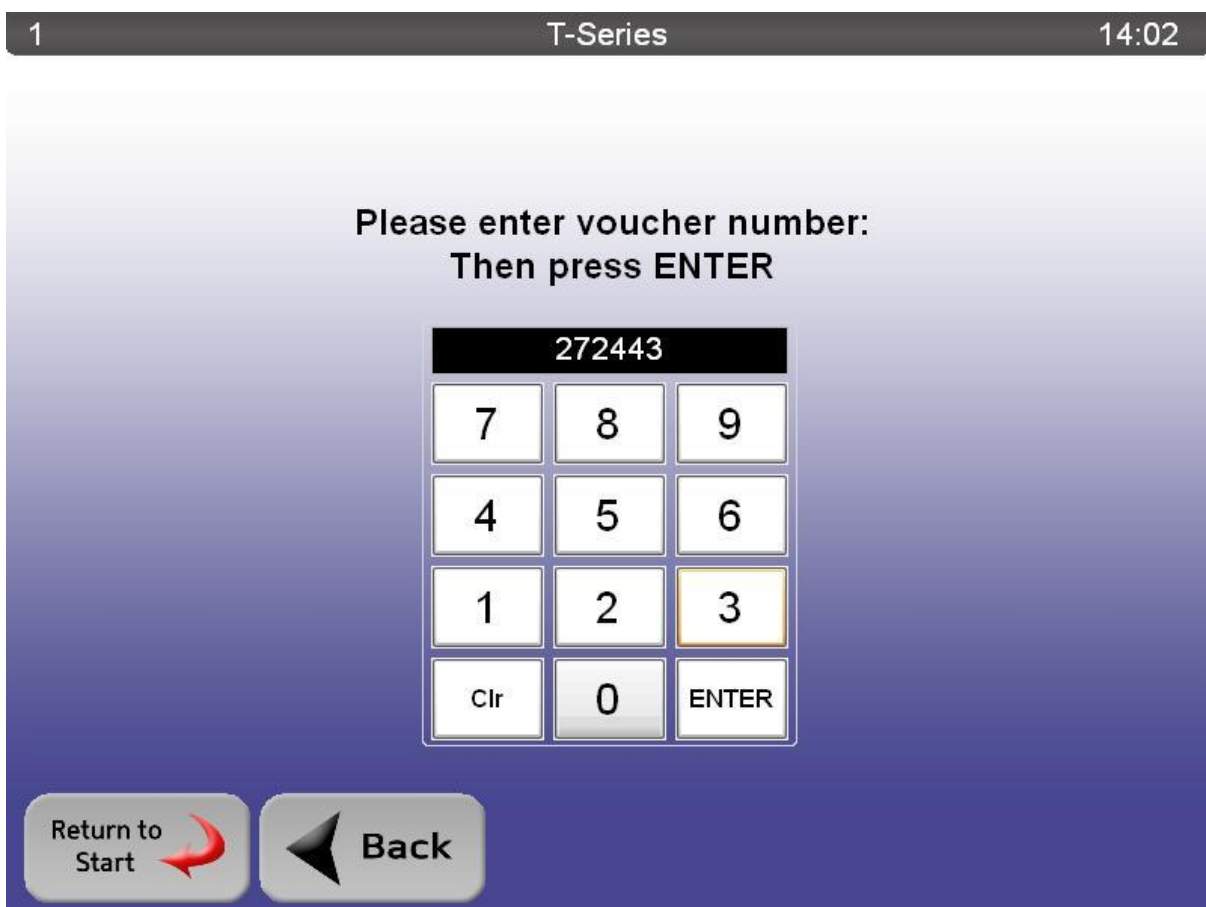 1 T-Series 14:02
Please enter voucher number:
Then press ENTER
272443
7 8 9
4 5 6
1 2 3
Clr 0 ENTER
Return to
Start
Back